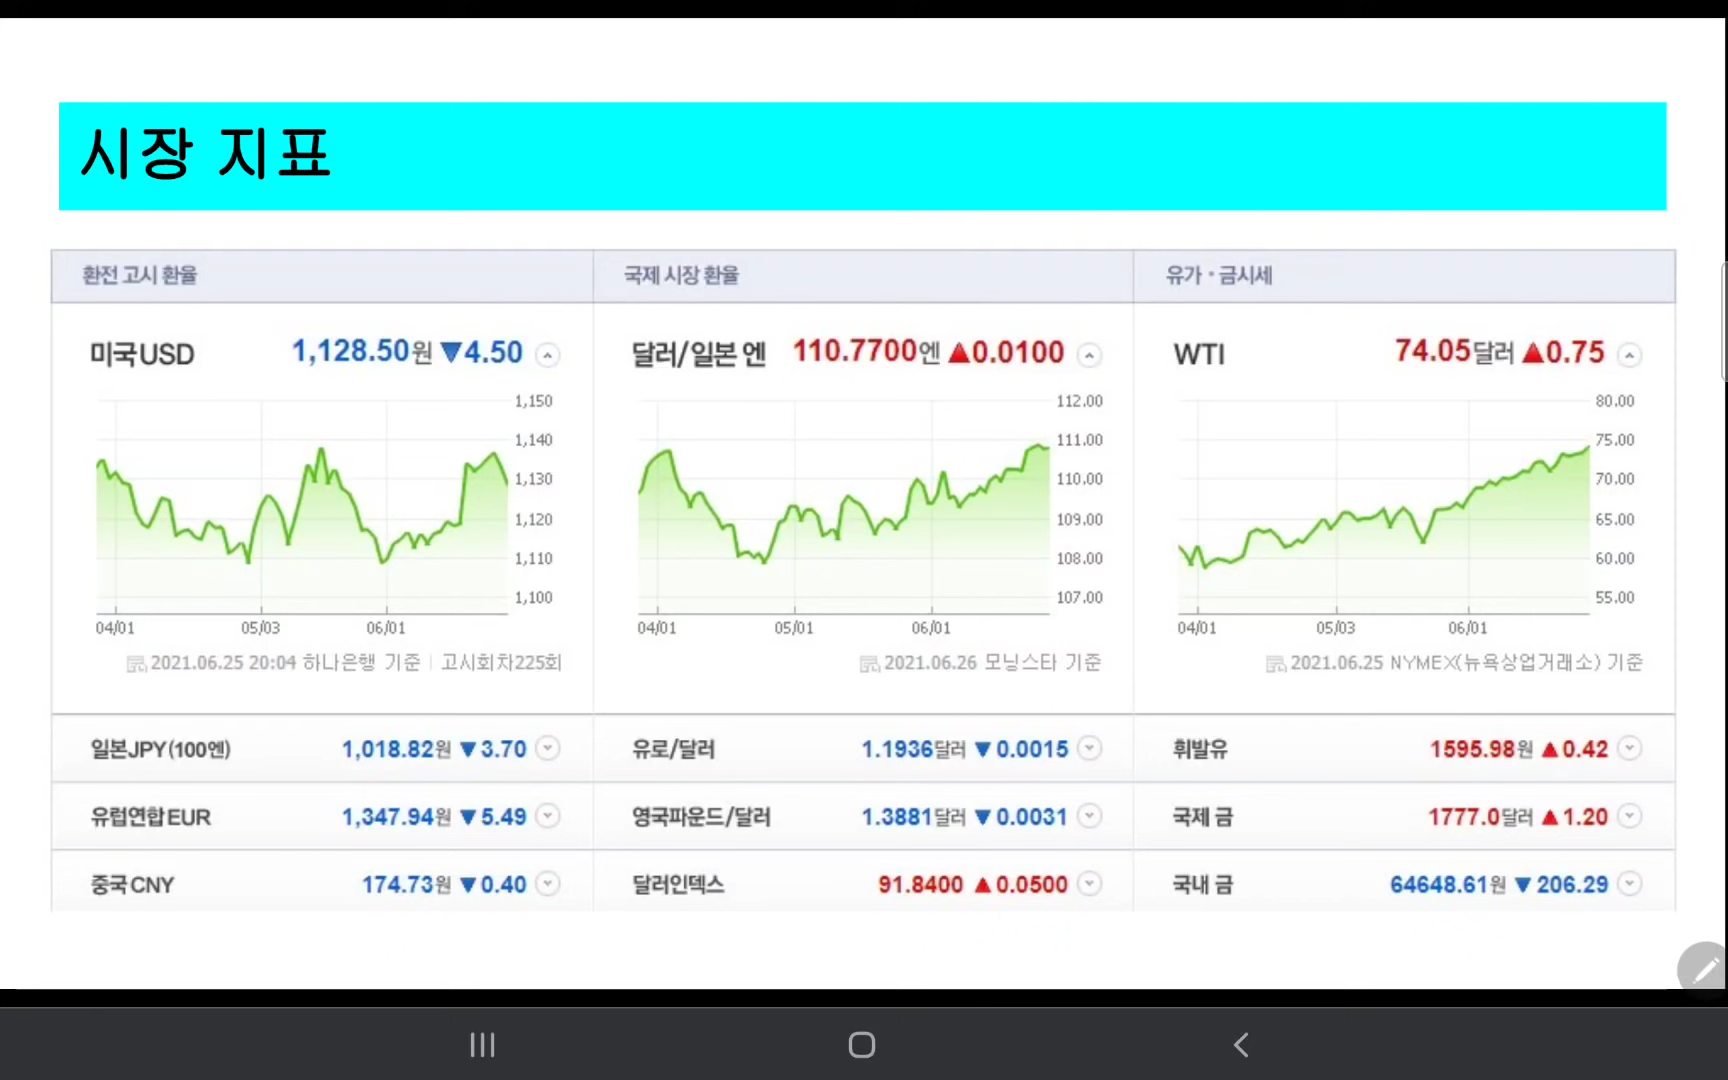 시장 지표
환전 고시 환율
국제 시장 환율
유가·금시세
미국USD 1,128.50원 ▼4.50
달러/일본 엔 110.7700엔 ▲0.0100
WTI 74.05달러 ▲0.75
1,150
1,140
1,130
1,120
1,110
1,100
04/01 05/03 06/01
2021.06.25 20:04 하나은행 기준 | 고시회차225회
112.00
111.00
110.00
109.00
108.00
107.00
04/01 05/01 06/01
2021.06.26 모닝스타 기준
80.00
75.00
70.00
65.00
60.00
55.00
04/01 05/03 06/01
2021.06.25 NYMEX(뉴욕상업거래소) 기준
일본JPY(100엔) 1,018.82원 ▼3.70
유로/달러 1.1936달러 ▼0.0015
휘발유 1595.98원 ▲0.42
유럽연합EUR 1,347.94원 ▼5.49
영국파운드/달러 1.3881달러 ▼0.0031
국제 금 1777.0달러 ▲1.20
중국CNY 174.73원 ▼0.40
달러인덱스 91.8400 ▲0.0500
국내 금 64648.61원 ▼206.29